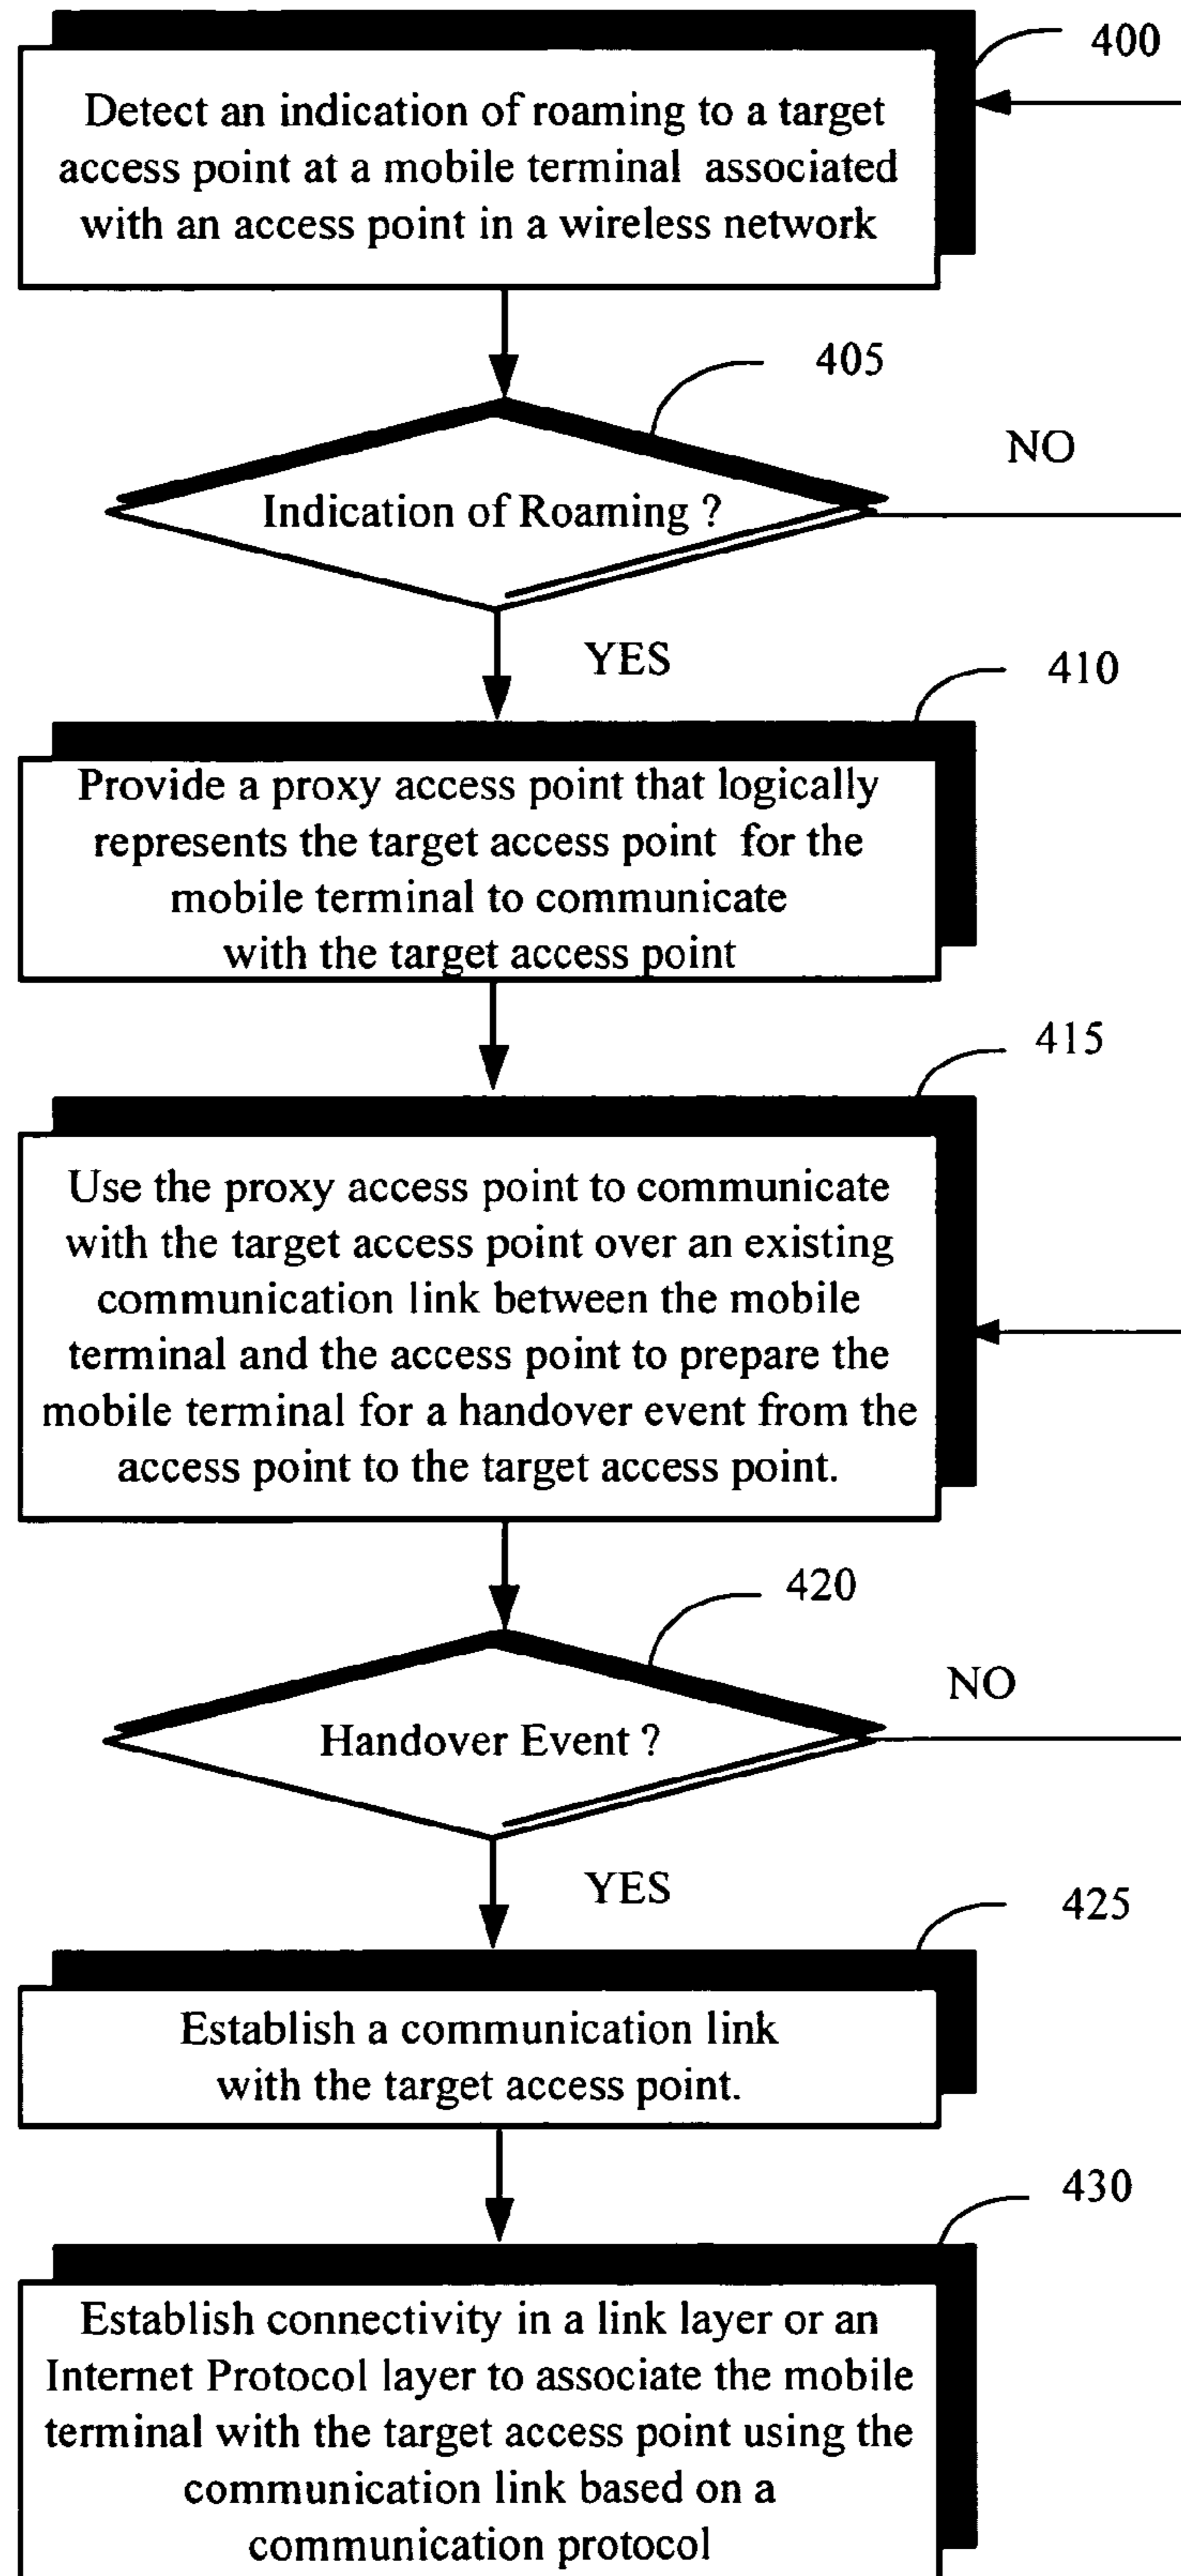 400
Detect an indication of roaming to a target
access point at a mobile terminal associated
with an access point in a wireless network
405
NO
Indication of Roaming ?
YES
410
Provide a proxy access point that logically
represents the target access point for the
mobile terminal to communicate
with the target access point
415
Use the proxy access point to communicate
with the target access point over an existing
communication link between the mobile
terminal and the access point to prepare the
mobile terminal for a handover event from the
access point to the target access point.
420
NO
Handover Event ?
YES
425
Establish a communication link
with the target access point.
430
Establish connectivity in a link layer or an
Internet Protocol layer to associate the mobile
terminal with the target access point using the
communication link based on a
communication protocol